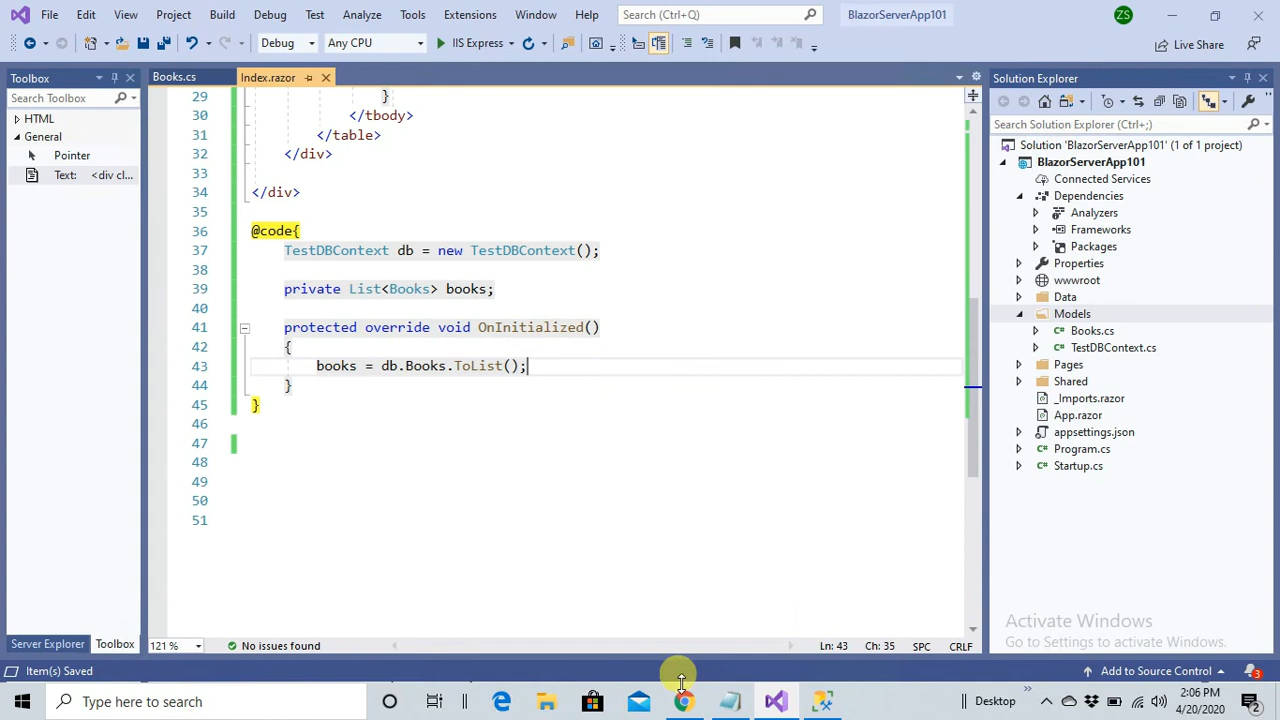 File Edit View Project Build Debug Test Analyze Tools Extensions Window Help Search (Ctrl+Q) BlazorServerApp101 ZS
Debug Any CPU IIS Express Live Share
Toolbox
Search Toolbox
HTML
General
Pointer
Text: <div cl...
Server Explorer Toolbox
Books.cs Index.razor
29 }
30 </tbody>
31 </table>
32 </div>
33
34 </div>
35
36 @code{
37 TestDBContext db = new TestDBContext();
38
39 private List<Books> books;
40
41 protected override void OnInitialized()
42 {
43 books = db.Books.ToList();
44 }
45 }
46
47
48
49
50
51
121 % No issues found Ln: 43 Ch: 35 SPC CRLF
Solution Explorer
Search Solution Explorer (Ctrl+;)
Solution 'BlazorServerApp101' (1 of 1 project)
BlazorServerApp101
Connected Services
Dependencies
Analyzers
Frameworks
Packages
Properties
wwwroot
Data
Models
Books.cs
TestDBContext.cs
Pages
Shared
_Imports.razor
App.razor
appsettings.json
Program.cs
Startup.cs
Activate Windows
Go to Settings to activate Windows.
Item(s) Saved Add to Source Control 3
Type here to search Desktop 2:06 PM
4/20/2020 2